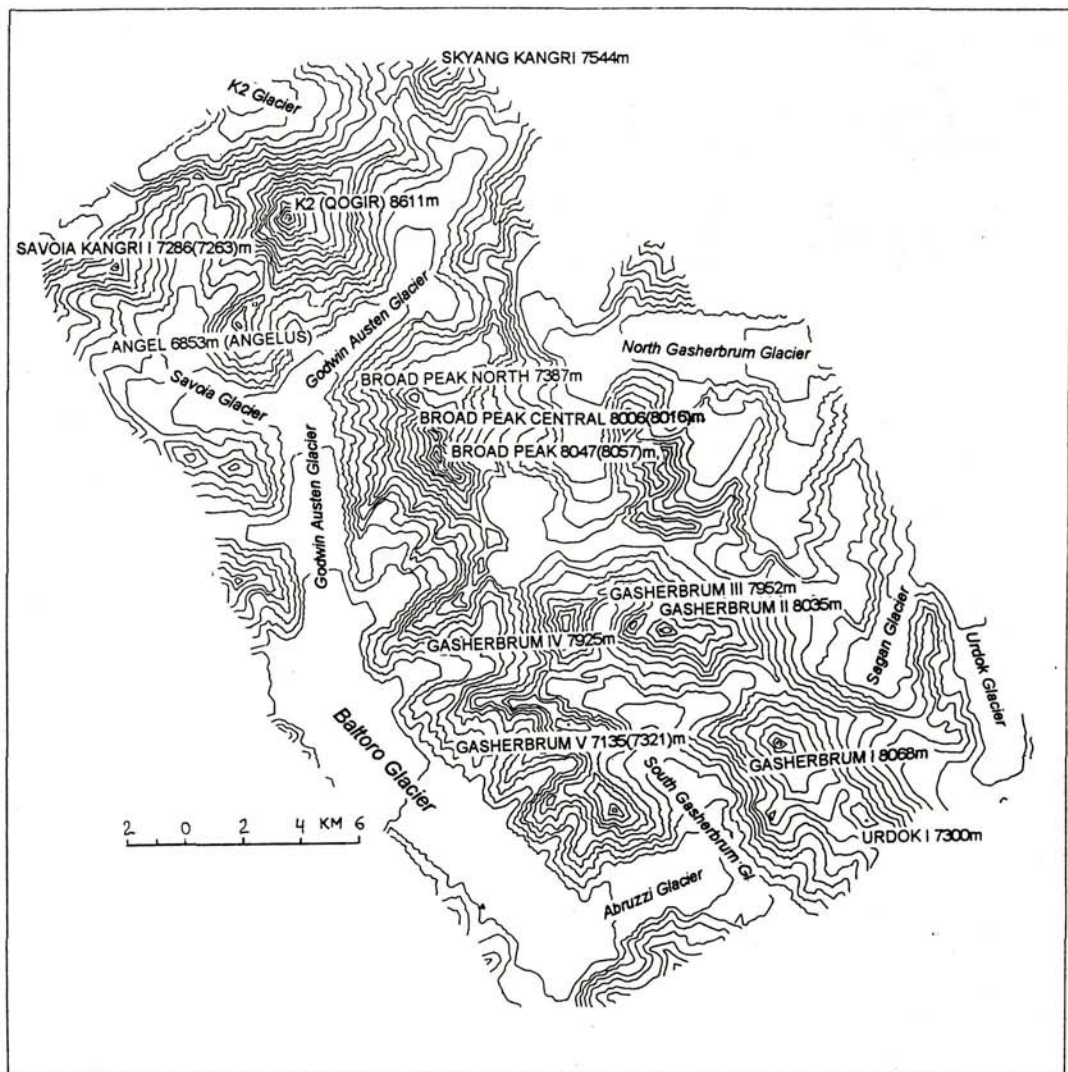 SKYANG KANGRI 7544m
K2 Glacier
K2 (QOGIR) 8611m
SAVOIA KANGRI I 7286(7263)m
Godwin Austen Glacier
ANGEL 6853m (ANGELUS)
North Gasherbrum Glacier
Savoia Glacier
BROAD PEAK NORTH 7387m
BROAD PEAK CENTRAL 8006(8016)m
BROAD PEAK 8047(8057)m
Godwin Austen Glacier
GASHERBRUM III 7952m
GASHERBRUM II 8035m
GASHERBRUM IV 7925m
Sagan Glacier
Urdok Glacier
Baltoro Glacier
GASHERBRUM V 7135(7321)m
GASHERBRUM I 8068m
South Gasherbrum Gl
2 0 2 4 KM 6
URDOK I 7300m
Abruzzi Glacier